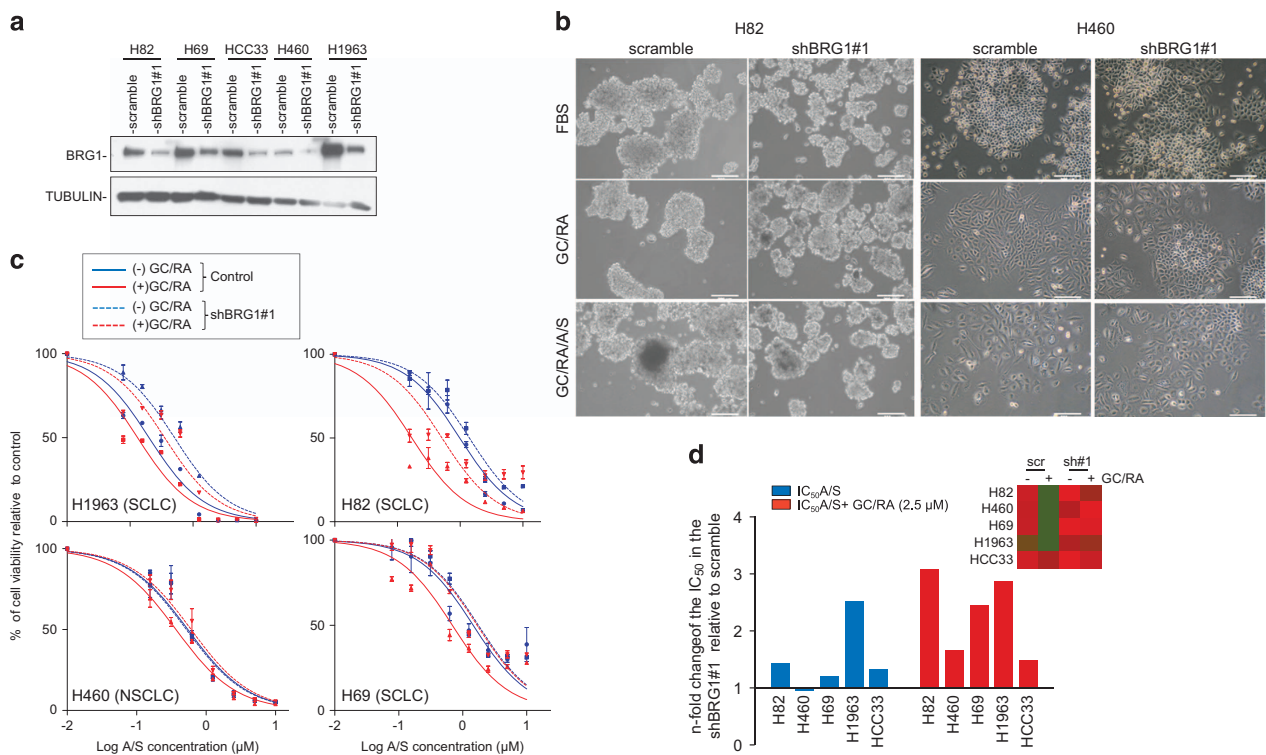 a
H82 H69 HCC33 H460 H1963
-scramble -shBRG1#1 -scramble -shBRG1#1 -scramble -shBRG1#1 -scramble -shBRG1#1 -scramble -shBRG1#1
BRG1-
TUBULIN-
b
H82 H460
scramble shBRG1#1 scramble shBRG1#1
FBS
GC/RA
GC/RA/A/S
c
(-) GC/RA
(+)GC/RA
Control
(-) GC/RA
(+)GC/RA
shBRG1#1
% of cell viability relative to control
100
50
0
H1963 (SCLC)
100
50
0
H82 (SCLC)
100
50
0
H460 (NSCLC)
-2 -1 0 1
100
50
0
H69 (SCLC)
-2 -1 0 1
Log A/S concentration (µM) Log A/S concentration (µM)
d
IC50A/S
IC50A/S+ GC/RA (2.5 µM)
scr sh#1
- + - + GC/RA
H82
H460
H69
H1963
HCC33
n-fold changeof the IC50 in the
shBRG1#1 relative to scramble
4
3
2
1
0
H82 H460 H69 H1963 HCC33 H82 H460 H69 H1963 HCC33